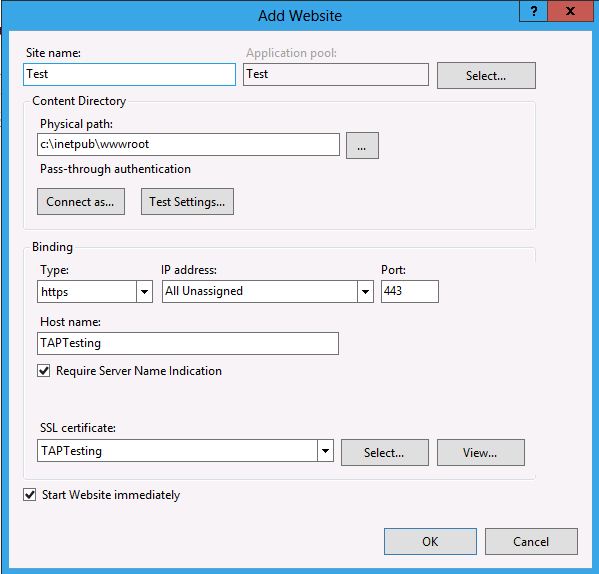 Add Website
?
x
Site name:
Application pool:
Test
Test
Select...
Content Directory
Physical path:
c:\inetpub\wwwroot
...
Pass-through authentication
Connect as...
Test Settings...
Binding
Type:
IP address:
Port:
https
All Unassigned
443
Host name:
TAPTesting
Require Server Name Indication
SSL certificate:
TAPTesting
Select...
View...
Start Website immediately
OK
Cancel